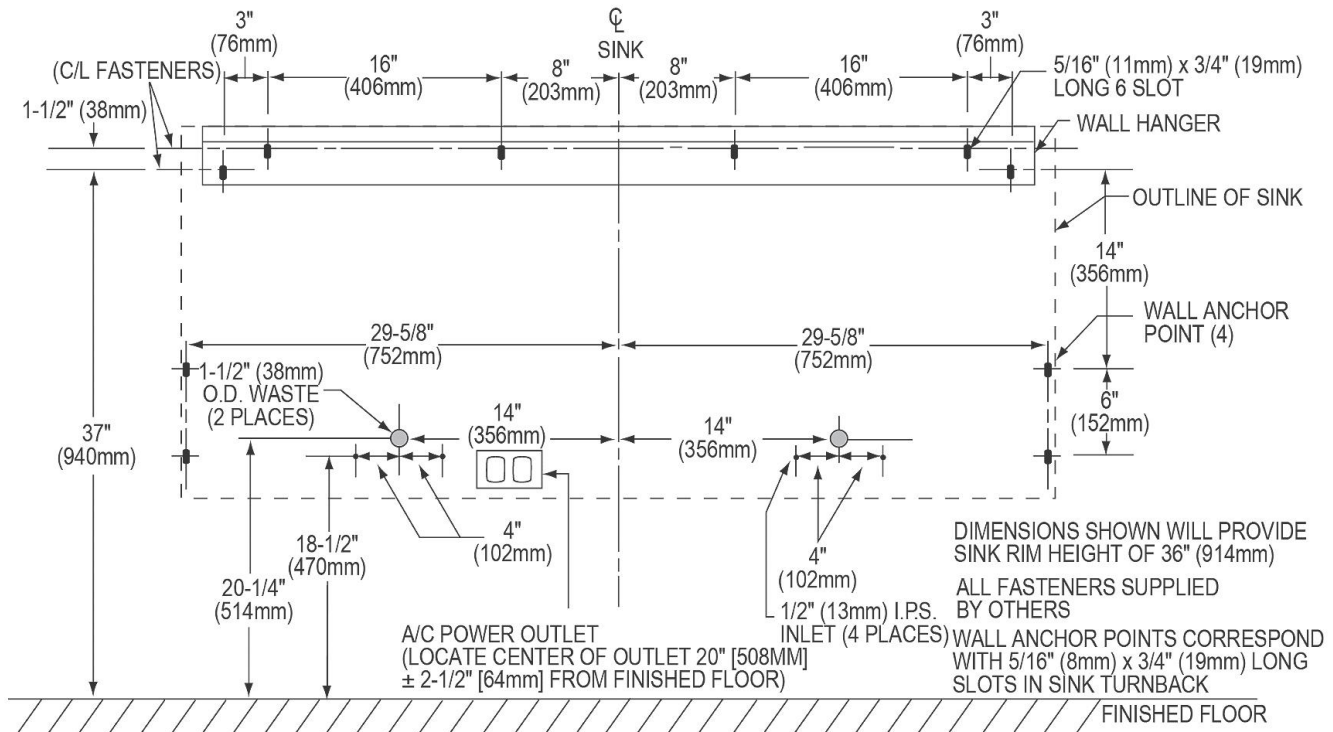 3"
(76mm)
℄
SINK
3"
(76mm)
(C/L FASTENERS)
16"
(406mm)
8"
(203mm)
8"
(203mm)
16"
(406mm)
5/16" (11mm) x 3/4" (19mm)
LONG 6 SLOT
1-1/2" (38mm)
WALL HANGER
OUTLINE OF SINK
14"
(356mm)
WALL ANCHOR
POINT (4)
29-5/8"
(752mm)
29-5/8"
(752mm)
1-1/2" (38mm)
O.D. WASTE
(2 PLACES)
6"
(152mm)
37"
(940mm)
14"
(356mm)
14"
(356mm)
4"
(102mm)
18-1/2"
(470mm)
4"
(102mm)
20-1/4"
(514mm)
DIMENSIONS SHOWN WILL PROVIDE
SINK RIM HEIGHT OF 36" (914mm)
ALL FASTENERS SUPPLIED
BY OTHERS
1/2" (13mm) I.P.S.
INLET (4 PLACES)
A/C POWER OUTLET
(LOCATE CENTER OF OUTLET 20" [508MM]
± 2-1/2" [64mm] FROM FINISHED FLOOR)
WALL ANCHOR POINTS CORRESPOND
WITH 5/16" (8mm) x 3/4" (19mm) LONG
SLOTS IN SINK TURNBACK
FINISHED FLOOR